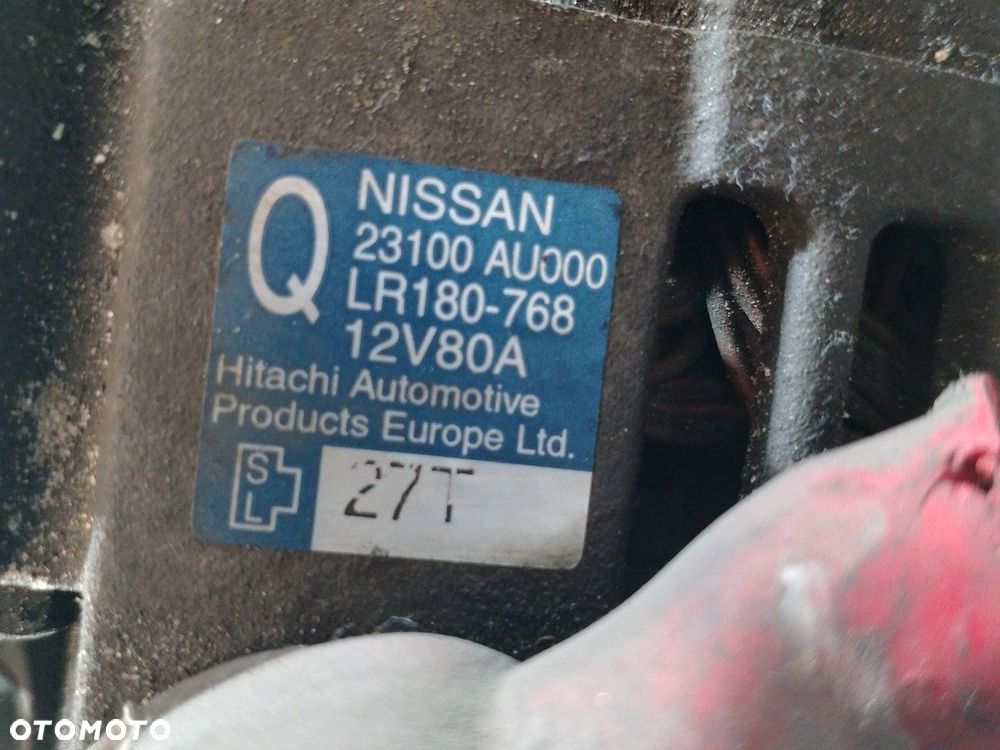 Q
NISSAN
23100 AU000
LR180-768
12V80A
Hitachi Automotive
Products Europe Ltd.
S
L
27T
OTOMOTO